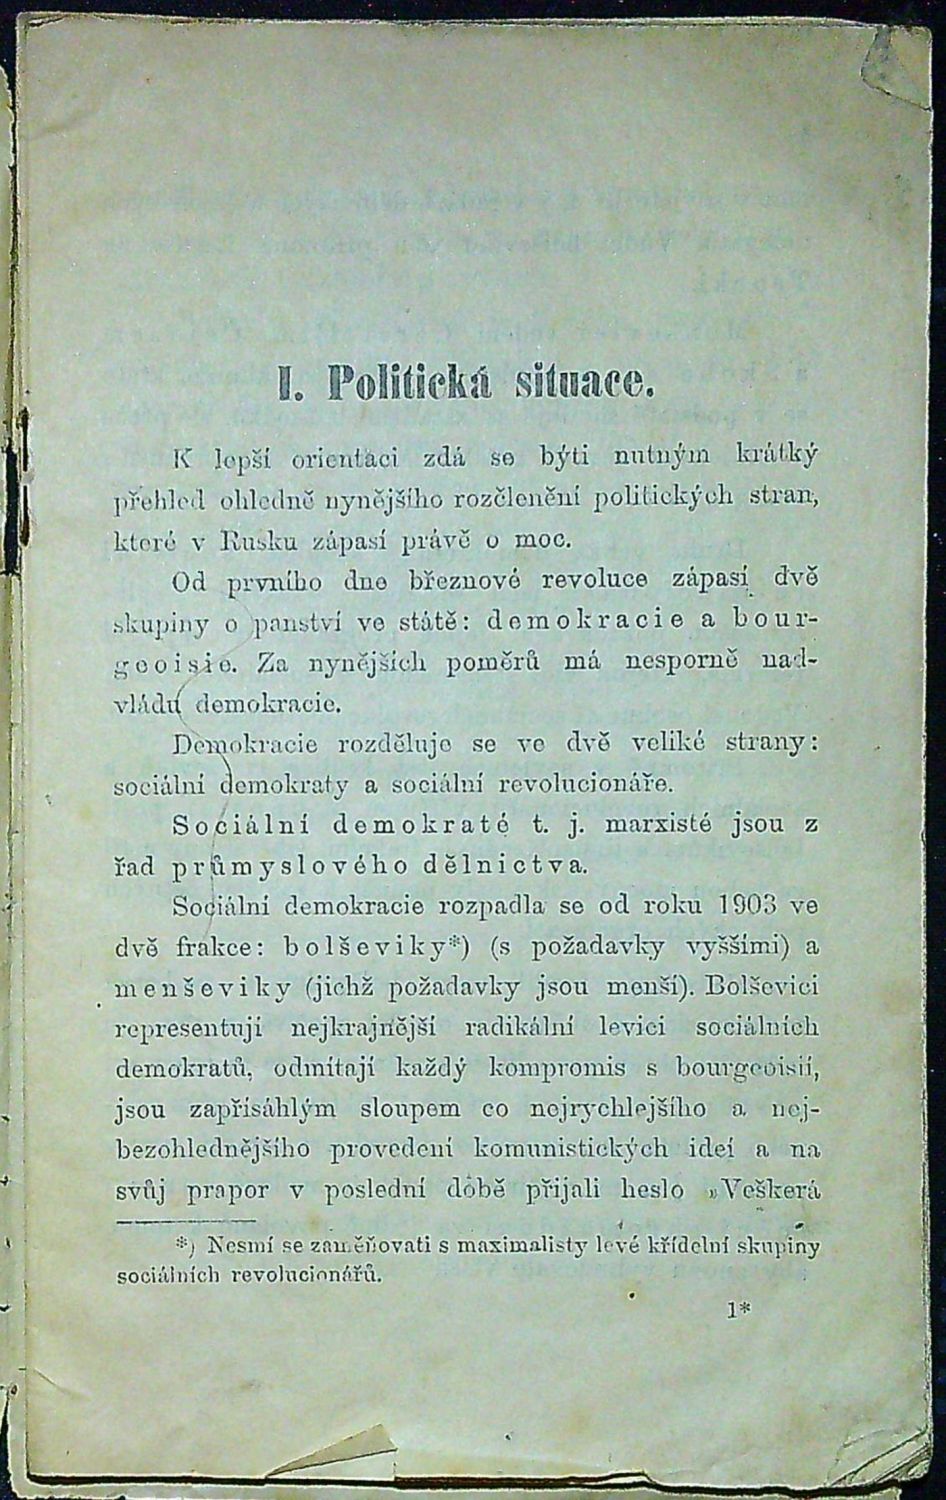 I. Politická situace.
K lepší orientaci zdá se býti nutným krátký
přehled ohledně nynějšího rozčlenění politických stran,
které v Rusku zápasí právě o moc.
Od prvního dne březnové revoluce zápasí dvě
skupiny o panství ve státě: demokracie a bour-
geoisie. Za nynějších poměrů má nesporně nad-
vládu demokracie.
Demokracie rozděluje se ve dvě veliké strany:
sociální demokraty a sociální revolucionáře.
Sociální demokraté t. j. marxisté jsou z
řad průmyslového dělnictva.
Sociální demokracie rozpadla se od roku 1903 ve
dvě frakce: bolševiky*) (s požadavky vyššími) a
menševiky (jichž požadavky jsou menší). Bolševici
representují nejkrajnější radikální levici sociálních
demokratů, odmítají každý kompromis s bourgeoisií,
jsou zapřísáhlým sloupem co nejrychlejšího a nej-
bezohlednějšího provedení komunistických ideí a na
svůj prapor v poslední době přijali heslo »Veškerá
*) Nesmí se zaměňovati s maximalisty levé křídelní skupiny
sociálních revolucionářů.
1*